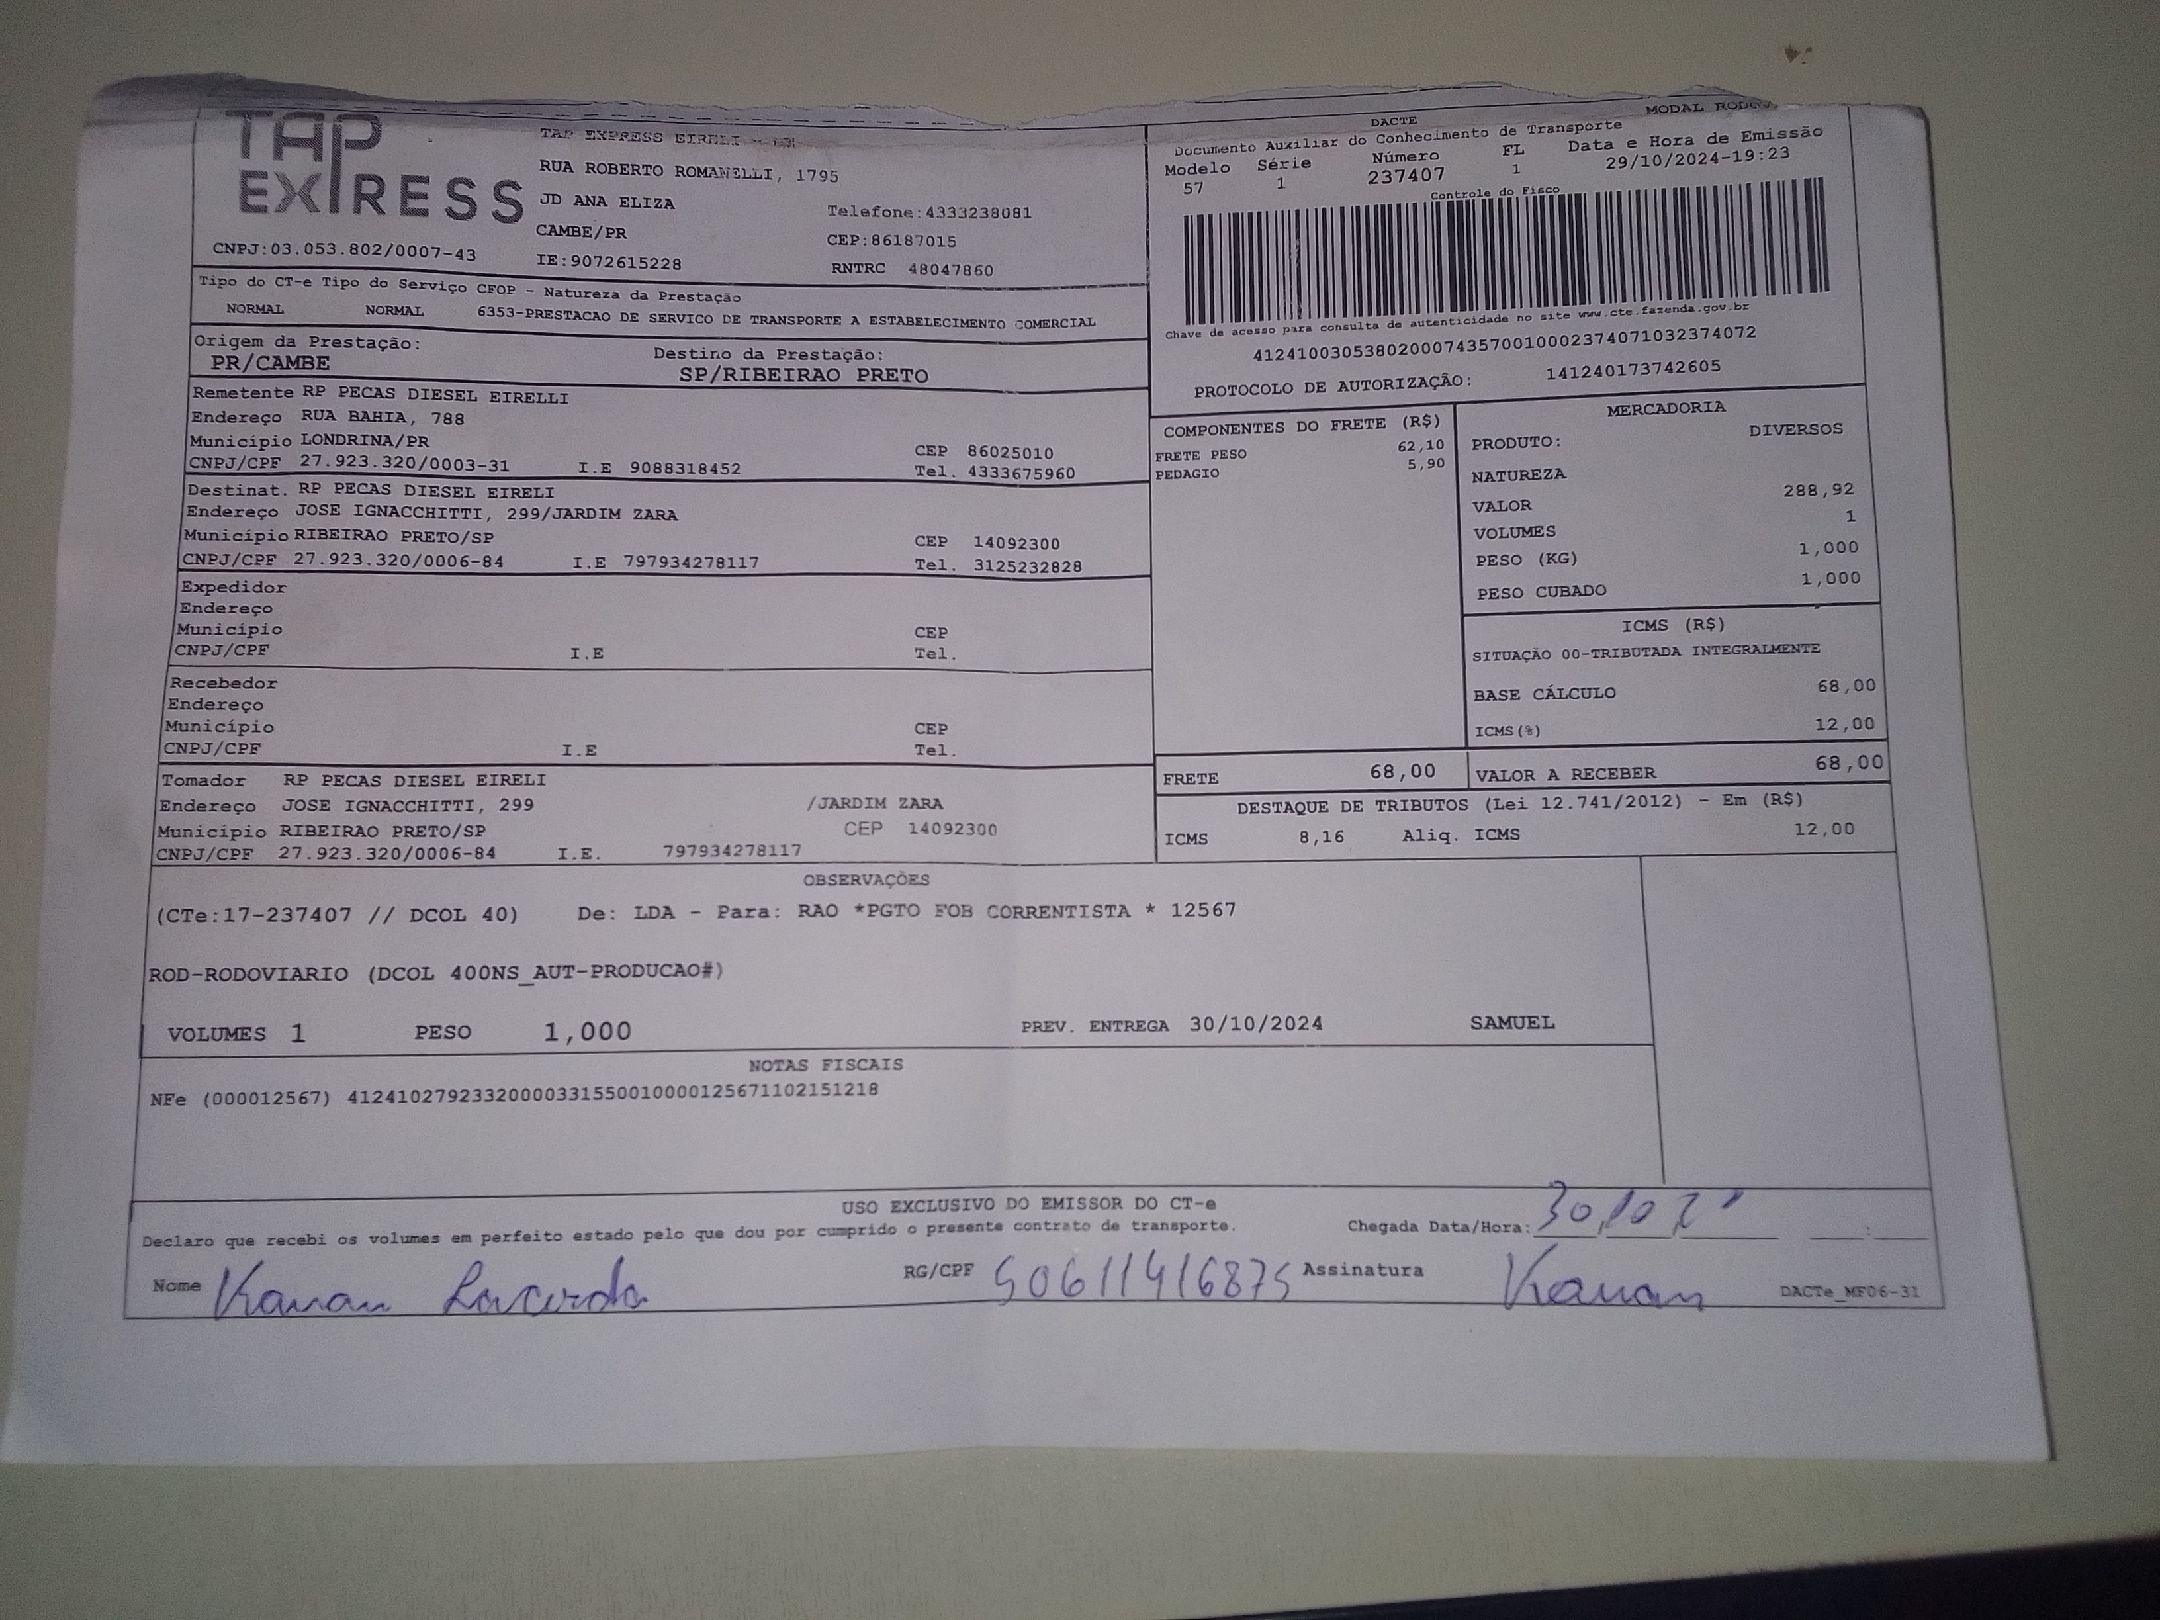 TAP EXPRESS
TAP EXPRESS EIRELI
RUA ROBERTO ROMANELLI, 1795
JD ANA ELIZA
Telefone:4333238081
CAMBE/PR
CEP:86187015
CNPJ:03.053.802/0007-43
IE:9072615228
RNTRC 48047860
DACTE
MODAL
Documento Auxiliar do Conhecimento de Transporte
Modelo Série Número FL Data e Hora de Emissão
57 1 237407 1 29/10/2024-19:23
Controle do Fisco
Chave de acesso para consulta de autenticidade no site www.cte.fazenda.gov.br
41241003053802000743570010002374071032374072
PROTOCOLO DE AUTORIZAÇÃO: 141240173742605
Tipo do CT-e Tipo do Serviço CFOP - Natureza da Prestação
NORMAL NORMAL 6353-PRESTACAO DE SERVICO DE TRANSPORTE A ESTABELECIMENTO COMERCIAL
Origem da Prestação: Destino da Prestação:
PR/CAMBE SP/RIBEIRAO PRETO
Remetente RP PECAS DIESEL EIRELLI
Endereço RUA BAHIA, 788
Município LONDRINA/PR CEP 86025010
CNPJ/CPF 27.923.320/0003-31 I.E 9088318452 Tel. 4333675960
Destinat. RP PECAS DIESEL EIRELI
Endereço JOSE IGNACCHITTI, 299/JARDIM ZARA
Município RIBEIRAO PRETO/SP CEP 14092300
CNPJ/CPF 27.923.320/0006-84 I.E 797934278117 Tel. 3125232828
Expedidor
Endereço
Município CEP
CNPJ/CPF I.E Tel.
Recebedor
Endereço
Município CEP
CNPJ/CPF I.E Tel.
Tomador RP PECAS DIESEL EIRELI
Endereço JOSE IGNACCHITTI, 299 /JARDIM ZARA
Município RIBEIRAO PRETO/SP CEP 14092300
CNPJ/CPF 27.923.320/0006-84 I.E. 797934278117
COMPONENTES DO FRETE (R$)
FRETE PESO 62,10
PEDAGIO 5,90
MERCADORIA
PRODUTO: DIVERSOS
NATUREZA
VALOR 288,92
VOLUMES 1
PESO (KG) 1,000
PESO CUBADO 1,000
ICMS (R$)
SITUAÇÃO 00-TRIBUTADA INTEGRALMENTE
BASE CÁLCULO 68,00
ICMS(%) 12,00
FRETE 68,00 VALOR A RECEBER 68,00
DESTAQUE DE TRIBUTOS (Lei 12.741/2012) - Em (R$)
ICMS 8,16 Aliq. ICMS 12,00
OBSERVAÇÕES
(CTe:17-237407 // DCOL 40) De: LDA - Para: RAO *PGTO FOB CORRENTISTA * 12567
ROD-RODOVIARIO (DCOL 400NS_AUT-PRODUCAO#)
VOLUMES 1 PESO 1,000 PREV. ENTREGA 30/10/2024 SAMUEL
NOTAS FISCAIS
NFe (000012567) 41241027923320000331550010000125671102151218
USO EXCLUSIVO DO EMISSOR DO CT-e
Declaro que recebi os volumes em perfeito estado pelo que dou por cumprido o presente contrato de transporte. Chegada Data/Hora: 30/10
Nome Kauan Lacerda RG/CPF 50611416875 Assinatura Kauan DACTe_MF06-31